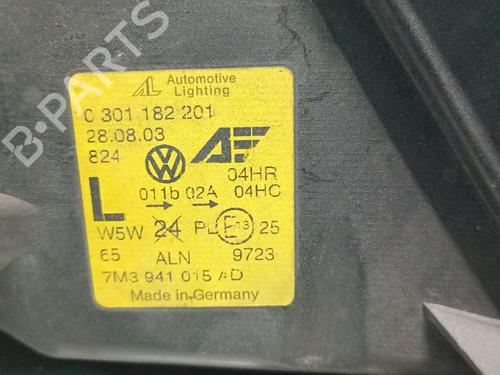 AL Automotive Lighting
0 301 182 201
28.08.03
824
04HR
L 011b 02A 04HC
W5W 24 PL E13 25
65 ALN 9723
7M3 941 015 AD
Made in Germany
B-PARTS